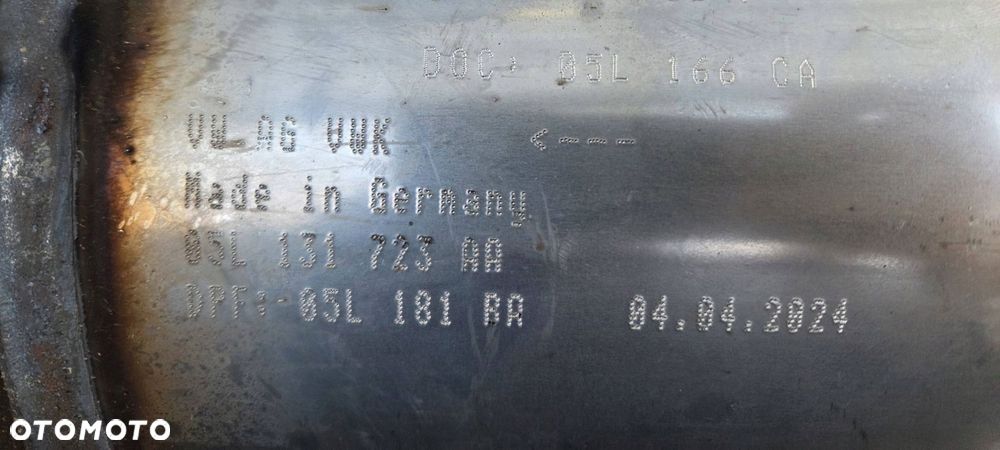 DOC: 05L 166 CA
VWK <----
Made in Germany
05L 131 723 AA
DPF: 05L 181 BA 04.04.2024
OTOMOTO